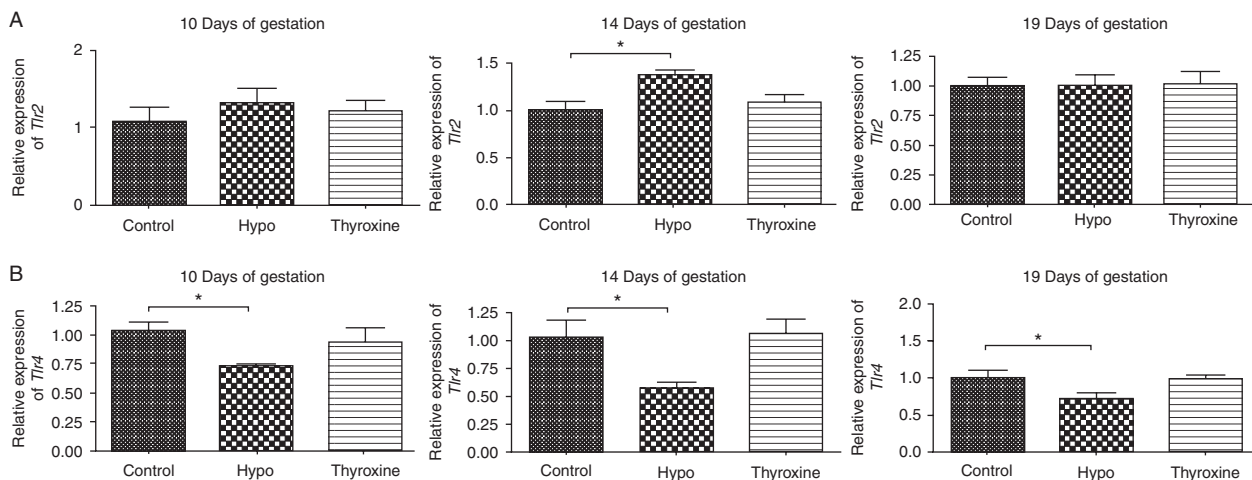 A
10 Days of gestation
Relative expression
of Tlr2
2
1
0
Control Hypo Thyroxine
14 Days of gestation
Relative expression of
Tlr2
1.5
1.0
0.5
0.0
*
Control Hypo Thyroxine
19 Days of gestation
Relative expression of
Tlr2
1.25
1.00
0.75
0.50
0.25
0.00
Control Hypo Thyroxine
B
10 Days of gestation
Relative expression
of Tlr4
1.25
1.00
0.75
0.50
0.25
0.00
*
Control Hypo Thyroxine
14 Days of gestation
Relative expression of
Tlr4
1.25
1.00
0.75
0.50
0.25
0.00
*
Control Hypo Thyroxine
19 Days of gestation
Relative expression of
Tlr4
2.0
1.5
1.0
0.5
0.0
*
Control Hypo Thyroxine